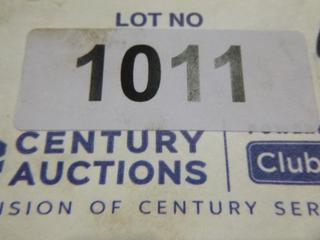 LOT NO
1011
CENTURY
AUCTIONS
Club
ISION OF CENTURY SER